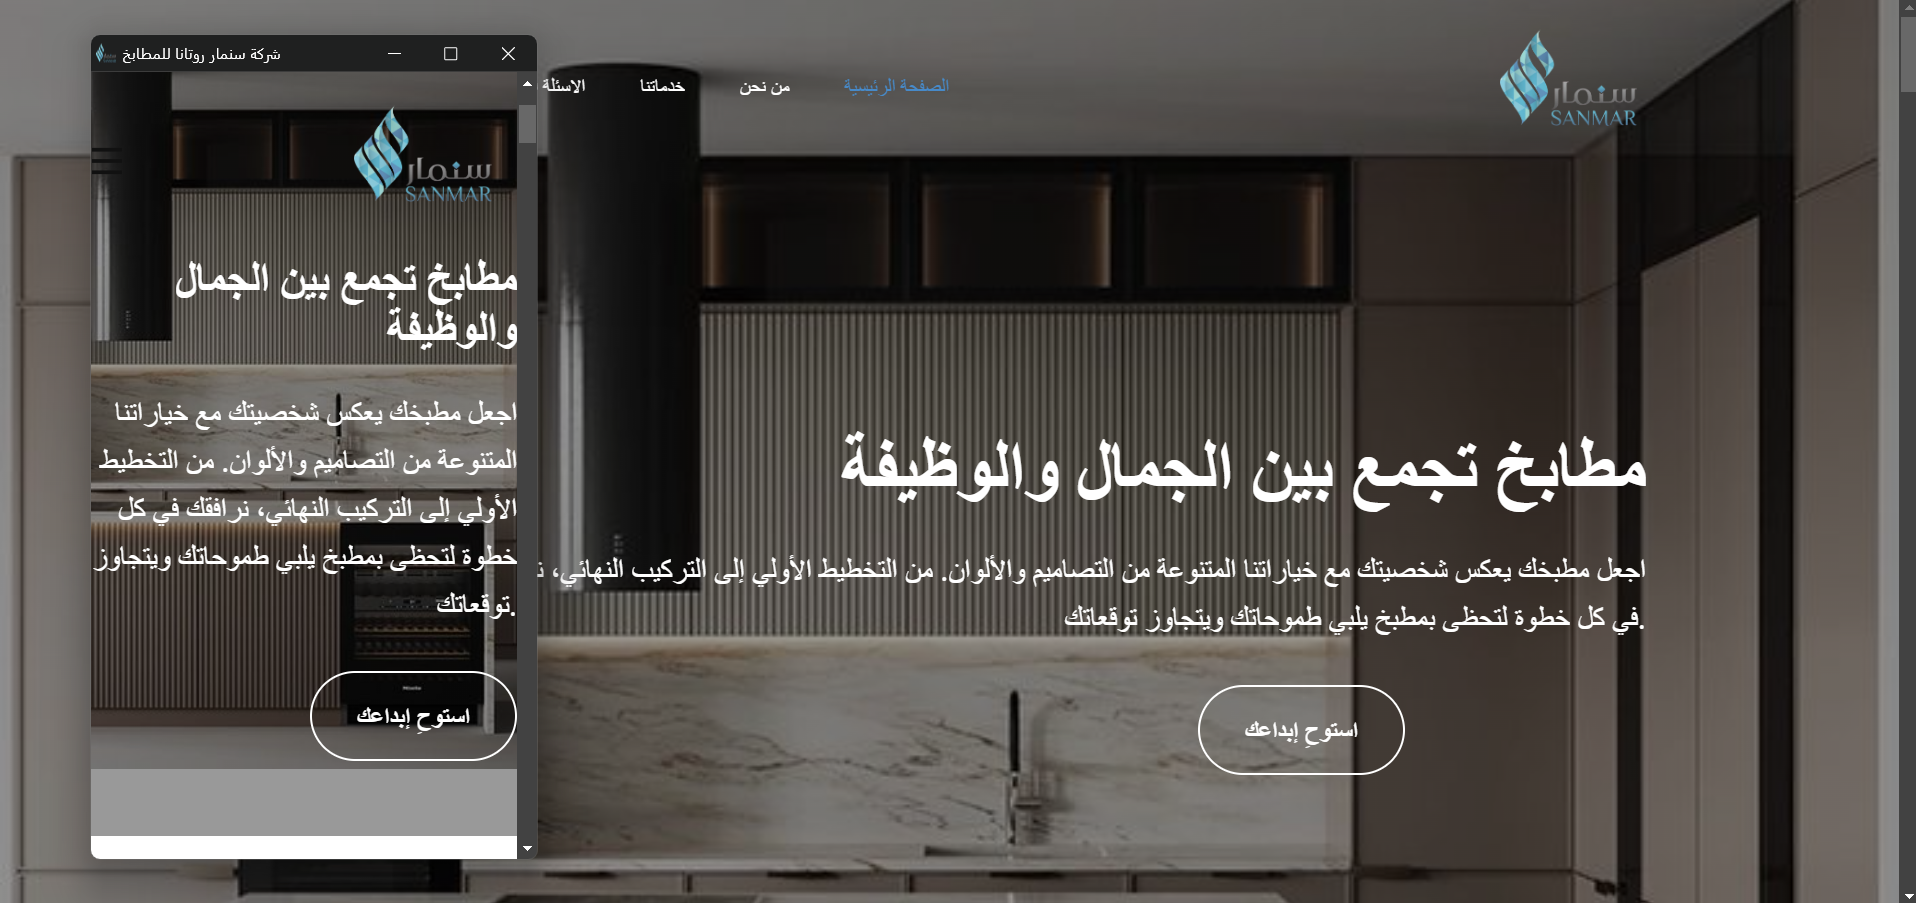 شركة سنمار روتانا للمطابخ
سنمار
SANMAR
مطابخ تجمع بين الجمال
والوظيفة
اجعل مطبخك يعكس شخصيتك مع خياراتنا
المتنوعة من التصاميم والألوان. من التخطيط
الأولي إلى التركيب النهائي، نرافقك في كل
خطوة لتحظى بمطبخ يلبي طموحاتك ويتجاوز
.توقعاتك
استوحِ إبداعك
سنمار
SANMAR
الصفحة الرئيسية
من نحن
خدماتنا
الاسئلة
مطابخ تجمع بين الجمال والوظيفة
اجعل مطبخك يعكس شخصيتك مع خياراتنا المتنوعة من التصاميم والألوان. من التخطيط الأولي إلى التركيب النهائي،
.في كل خطوة لتحظى بمطبخ يلبي طموحاتك ويتجاوز توقعاتك
استوحِ إبداعك